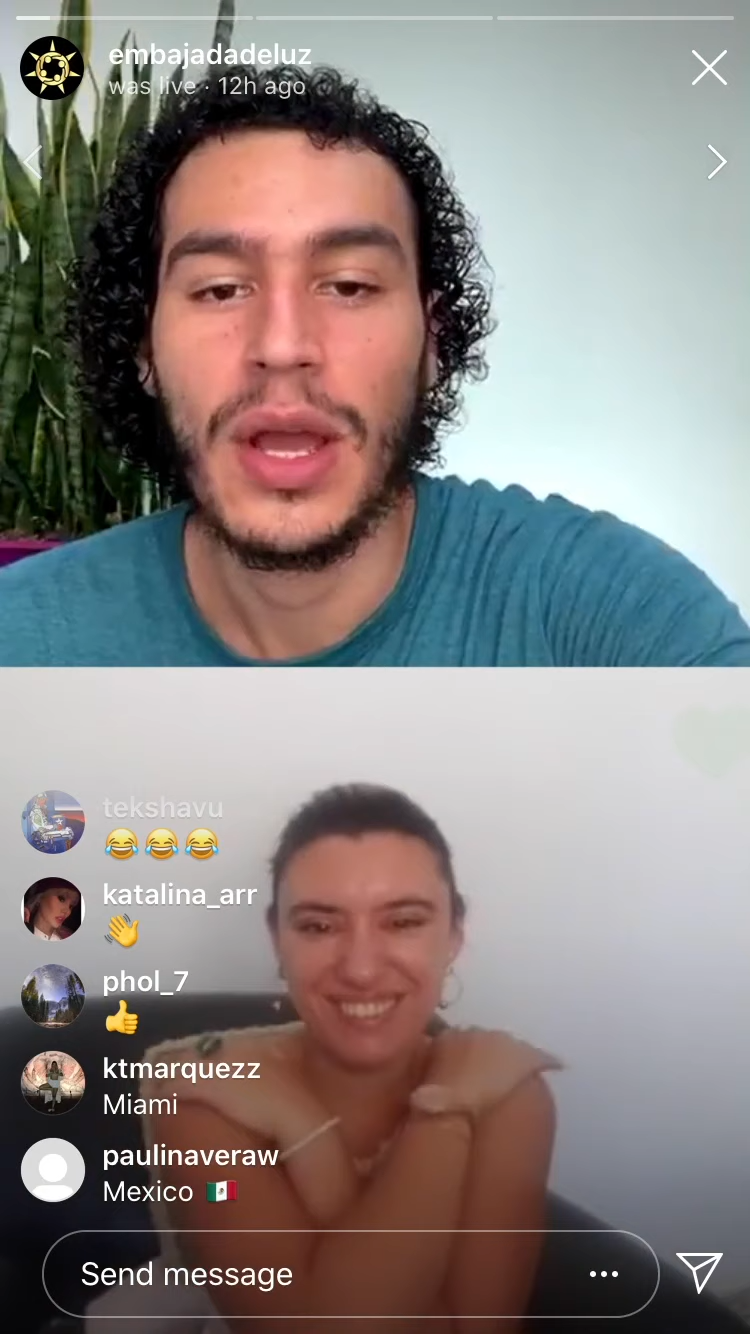 embajadadeluz
was live · 12h ago
tekshavu
😂😂😂
katalina_arr
👋
phol_7
👍
ktmarquezz
Miami
paulinaveraw
Mexico 🇲🇽
Send message